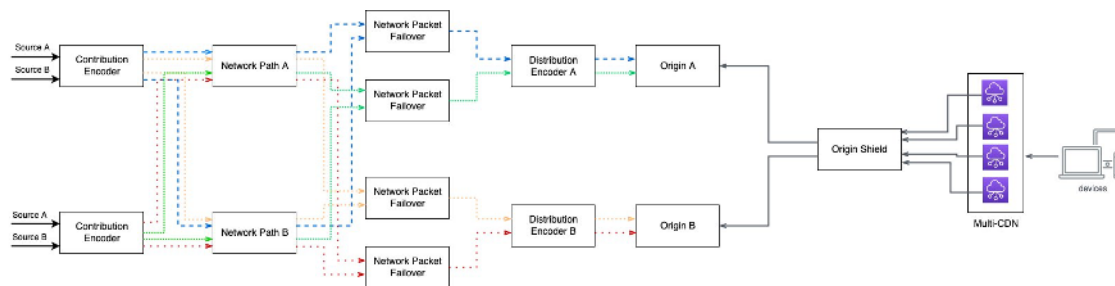 Source A
Source B
Contribution
Encoder
Network Path A
Network Packet
Failover
Network Packet
Failover
Distribution
Encoder A
Origin A
Origin Shield
Multi-CDN
devices
Source A
Source B
Contribution
Encoder
Network Path B
Network Packet
Failover
Network Packet
Failover
Distribution
Encoder B
Origin B